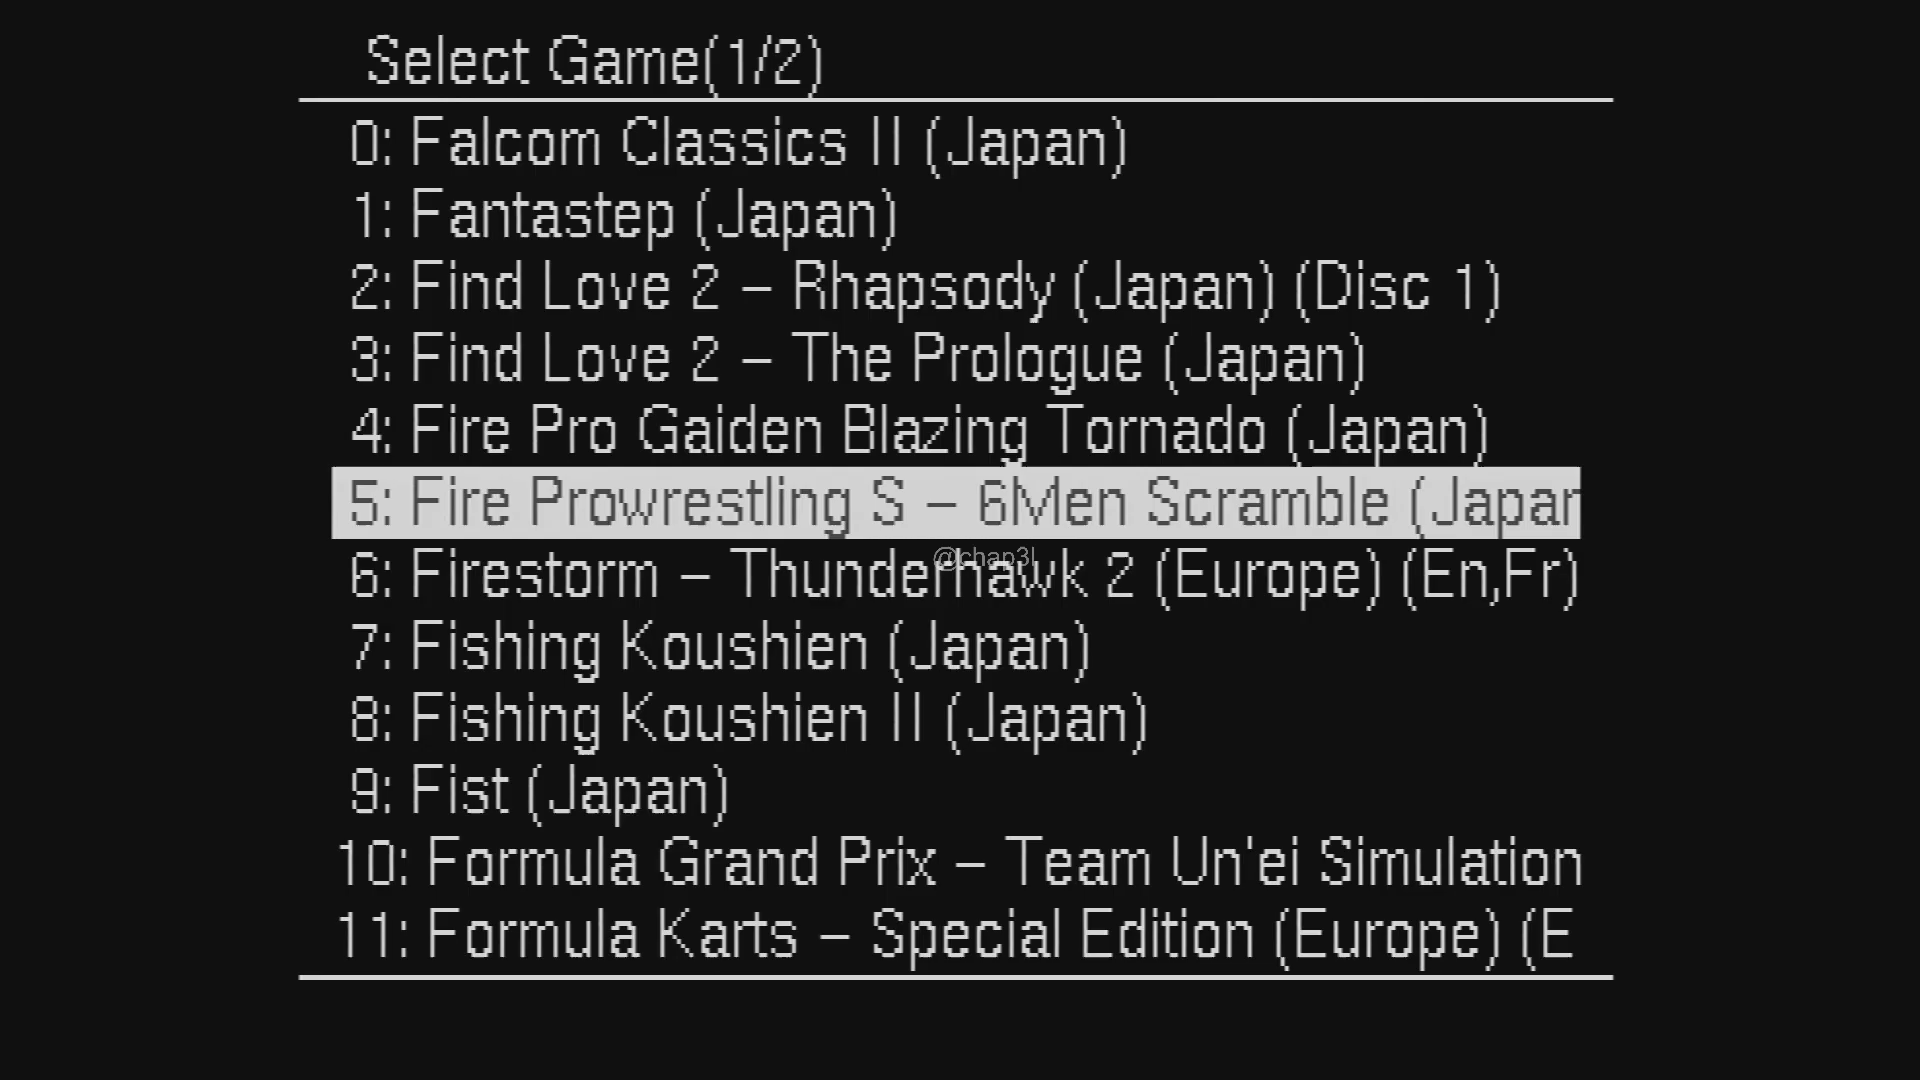 Select Game(1/2)
0: Falcom Classics II (Japan)
1: Fantastep (Japan)
2: Find Love 2 – Rhapsody (Japan) (Disc 1)
3: Find Love 2 – The Prologue (Japan)
4: Fire Pro Gaiden Blazing Tornado (Japan)
5: Fire Prowrestling S – 6Men Scramble (Japan
@chap3l
6: Firestorm – Thunderhawk 2 (Europe) (En,Fr)
7: Fishing Koushien (Japan)
8: Fishing Koushien II (Japan)
9: Fist (Japan)
10: Formula Grand Prix – Team Un'ei Simulation
11: Formula Karts – Special Edition (Europe) (E